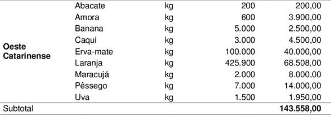 Abacate kg 200 200,00
Amora kg 600 3.900,00
Banana kg 5.000 2.500,00
Caqui kg 3.000 4.500,00
Oeste Catarinense
Erva-mate kg 100.000 40.000,00
Laranja kg 425.900 68.508,00
Maracujá kg 2.000 8.000,00
Pêssego kg 7.000 14.000,00
Uva kg 1.500 1.950,00
Subtotal 143.558,00